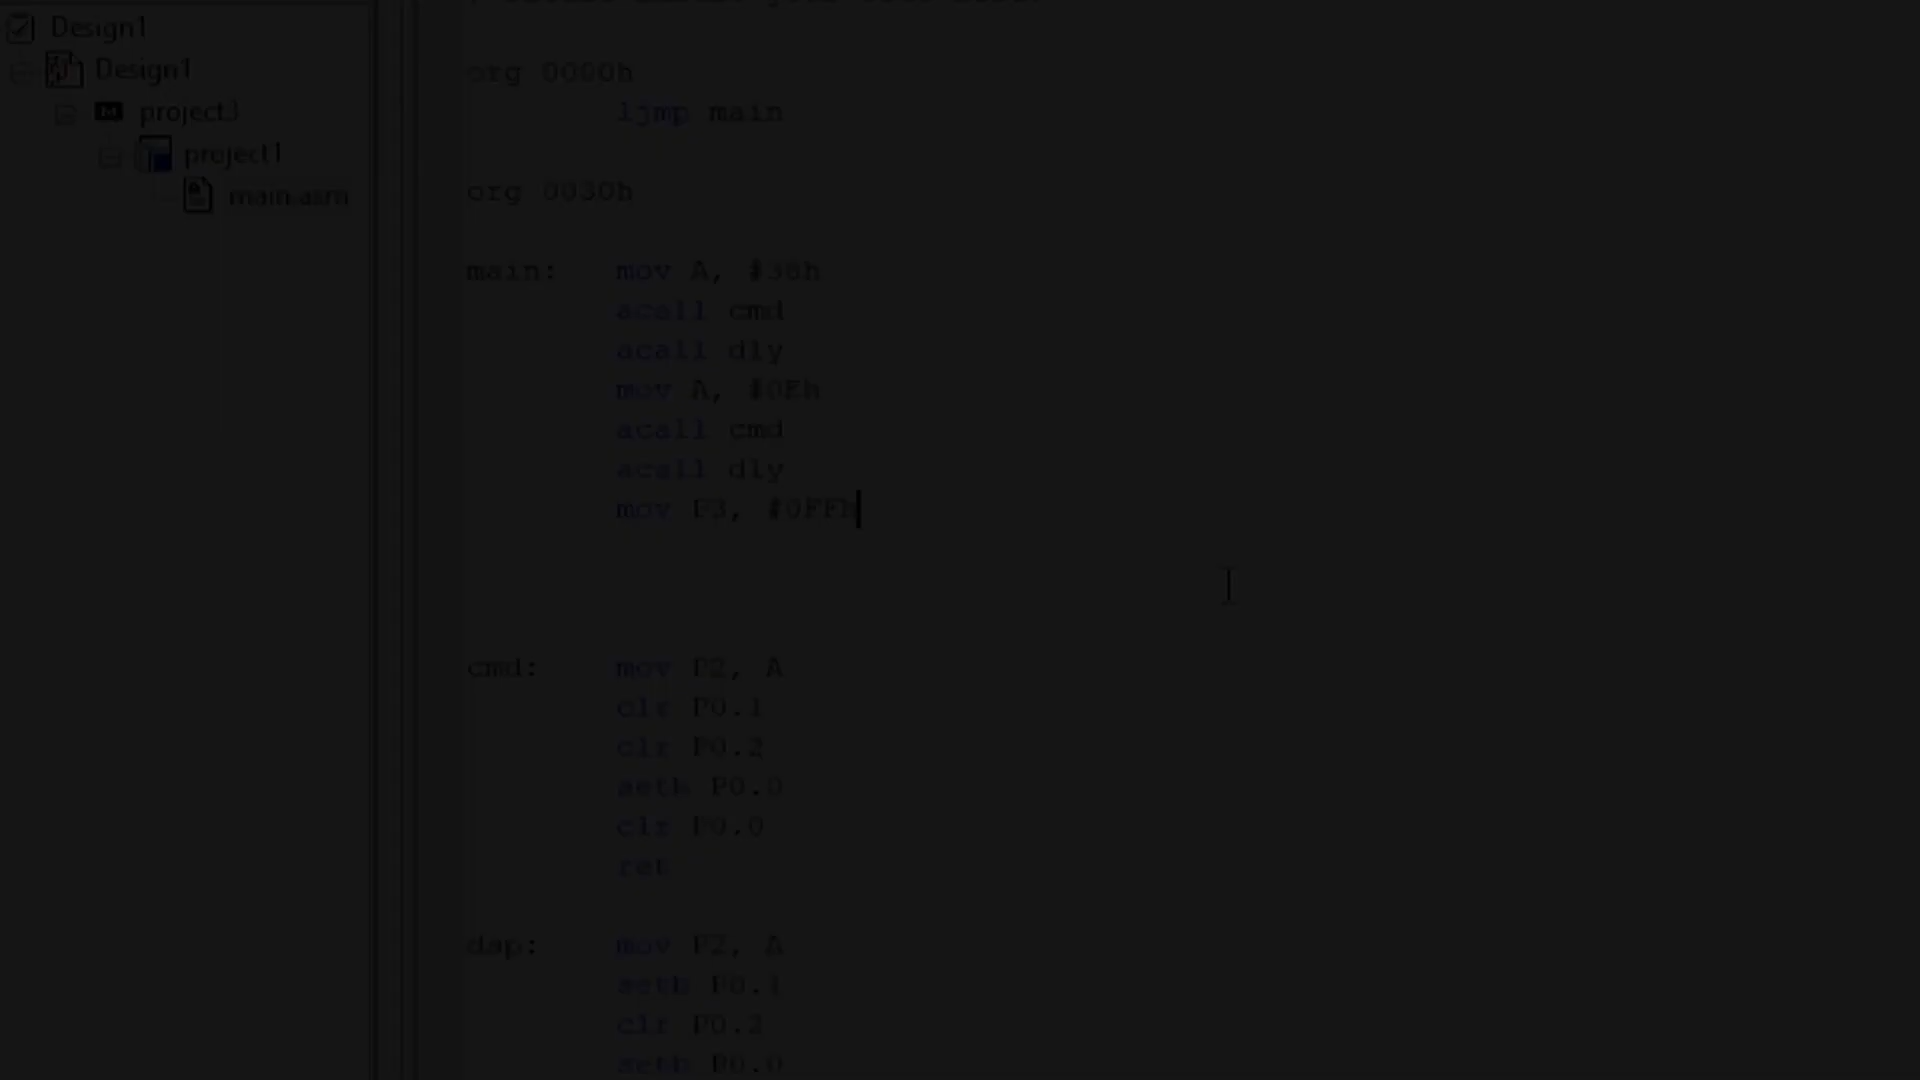 Design1
Design1
project3
project1
main.asm
org 0000h
ljmp main
org 0030h
main: mov A, #38h
acall cmd
acall dly
mov A, #0Eh
acall cmd
acall dly
mov P3, #0FFh
cmd: mov P2, A
clr P0.1
clr P0.2
setb P0.0
clr P0.0
ret
dap: mov P2, A
setb P0.1
clr P0.2
setb P0.0